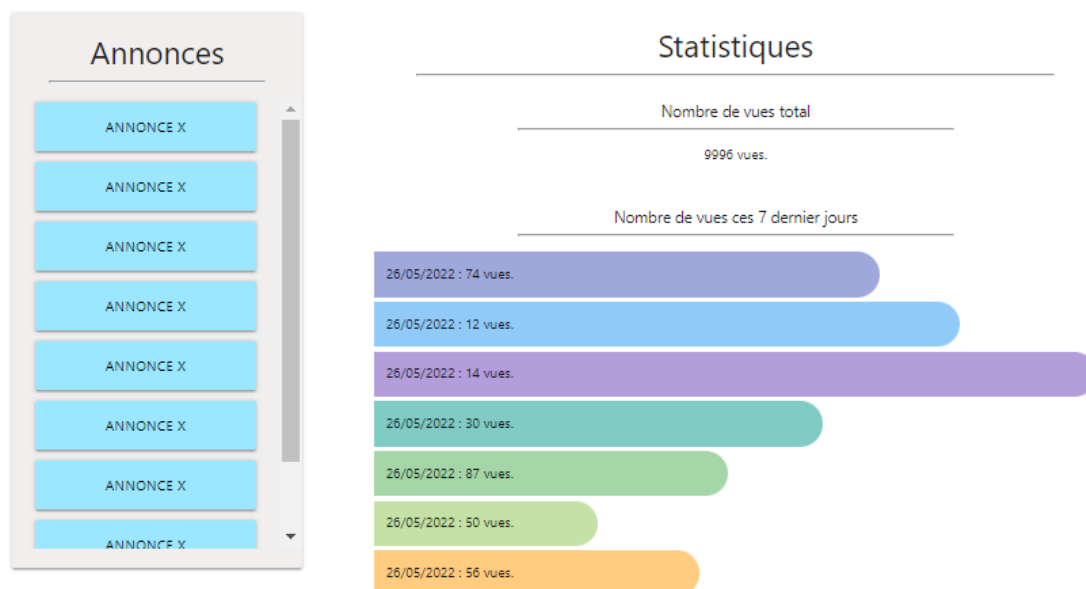 Annonces
ANNONCE X
ANNONCE X
ANNONCE X
ANNONCE X
ANNONCE X
ANNONCE X
ANNONCE X
ANNONCE X
Statistiques
Nombre de vues total
9996 vues.
Nombre de vues ces 7 dernier jours
26/05/2022 : 74 vues.
26/05/2022 : 12 vues.
26/05/2022 : 14 vues.
26/05/2022 : 30 vues.
26/05/2022 : 87 vues.
26/05/2022 : 50 vues.
26/05/2022 : 56 vues.